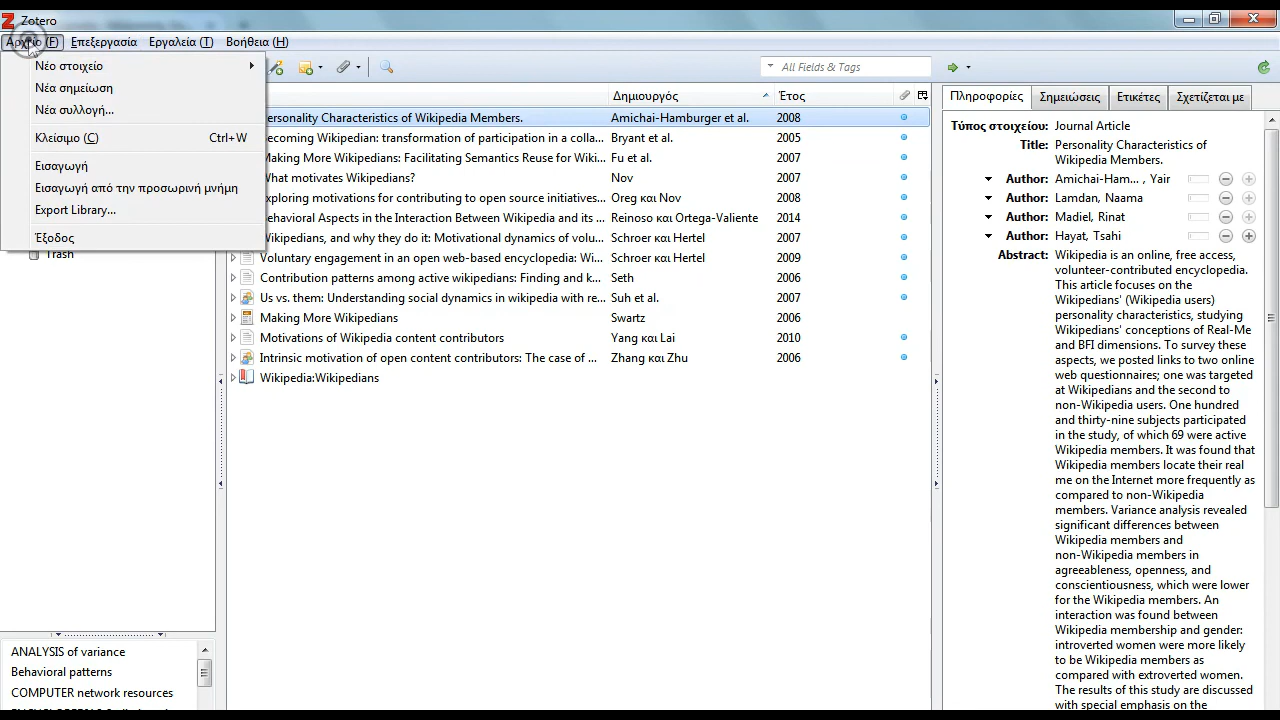 Zotero
Αρχείο (F) Επεξεργασία Εργαλεία (T) Βοήθεια (H)
Νέο στοιχείο
Νέα σημείωση
Νέα συλλογή...
Κλείσιμο (C) Ctrl+W
Εισαγωγή
Εισαγωγή από την προσωρινή μνήμη
Export Library...
Έξοδος
Trash
ANALYSIS of variance
Behavioral patterns
COMPUTER network resources
All Fields & Tags
Δημιουργός Έτος
ersonality Characteristics of Wikipedia Members. Amichai-Hamburger et al. 2008
ecoming Wikipedian: transformation of participation in a colla... Bryant et al. 2005
Making More Wikipedians: Facilitating Semantics Reuse for Wiki... Fu et al. 2007
What motivates Wikipedians? Nov 2007
xploring motivations for contributing to open source initiatives... Oreg και Nov 2008
ehavioral Aspects in the Interaction Between Wikipedia and its ... Reinoso και Ortega-Valiente 2014
Wikipedians, and why they do it: Motivational dynamics of volu... Schroer και Hertel 2007
Voluntary engagement in an open web-based encyclopedia: Wi... Schroer και Hertel 2009
Contribution patterns among active wikipedians: Finding and k... Seth 2006
Us vs. them: Understanding social dynamics in wikipedia with re... Suh et al. 2007
Making More Wikipedians Swartz 2006
Motivations of Wikipedia content contributors Yang και Lai 2010
Intrinsic motivation of open content contributors: The case of ... Zhang και Zhu 2006
Wikipedia:Wikipedians
Πληροφορίες Σημειώσεις Ετικέτες Σχετίζεται με
Τύπος στοιχείου: Journal Article
Title: Personality Characteristics of
Wikipedia Members.
Author: Amichai-Ham... , Yair
Author: Lamdan, Naama
Author: Madiel, Rinat
Author: Hayat, Tsahi
Abstract: Wikipedia is an online, free access,
volunteer-contributed encyclopedia.
This article focuses on the
Wikipedians' (Wikipedia users)
personality characteristics, studying
Wikipedians' conceptions of Real-Me
and BFI dimensions. To survey these
aspects, we posted links to two online
web questionnaires; one was targeted
at Wikipedians and the second to
non-Wikipedia users. One hundred
and thirty-nine subjects participated
in the study, of which 69 were active
Wikipedia members. It was found that
Wikipedia members locate their real
me on the Internet more frequently as
compared to non-Wikipedia
members. Variance analysis revealed
significant differences between
Wikipedia members and
non-Wikipedia members in
agreeableness, openness, and
conscientiousness, which were lower
for the Wikipedia members. An
interaction was found between
Wikipedia membership and gender:
introverted women were more likely
to be Wikipedia members as
compared with extroverted women.
The results of this study are discussed
with special emphasis on the